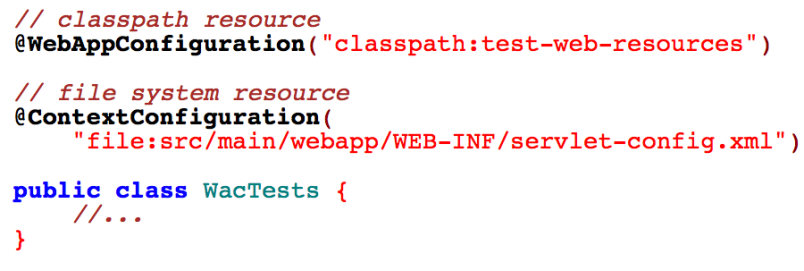 // classpath resource
@WebAppConfiguration("classpath:test-web-resources")
// file system resource
@ContextConfiguration(
"file:src/main/webapp/WEB-INF/servlet-config.xml")
public class WacTests {
//...
}